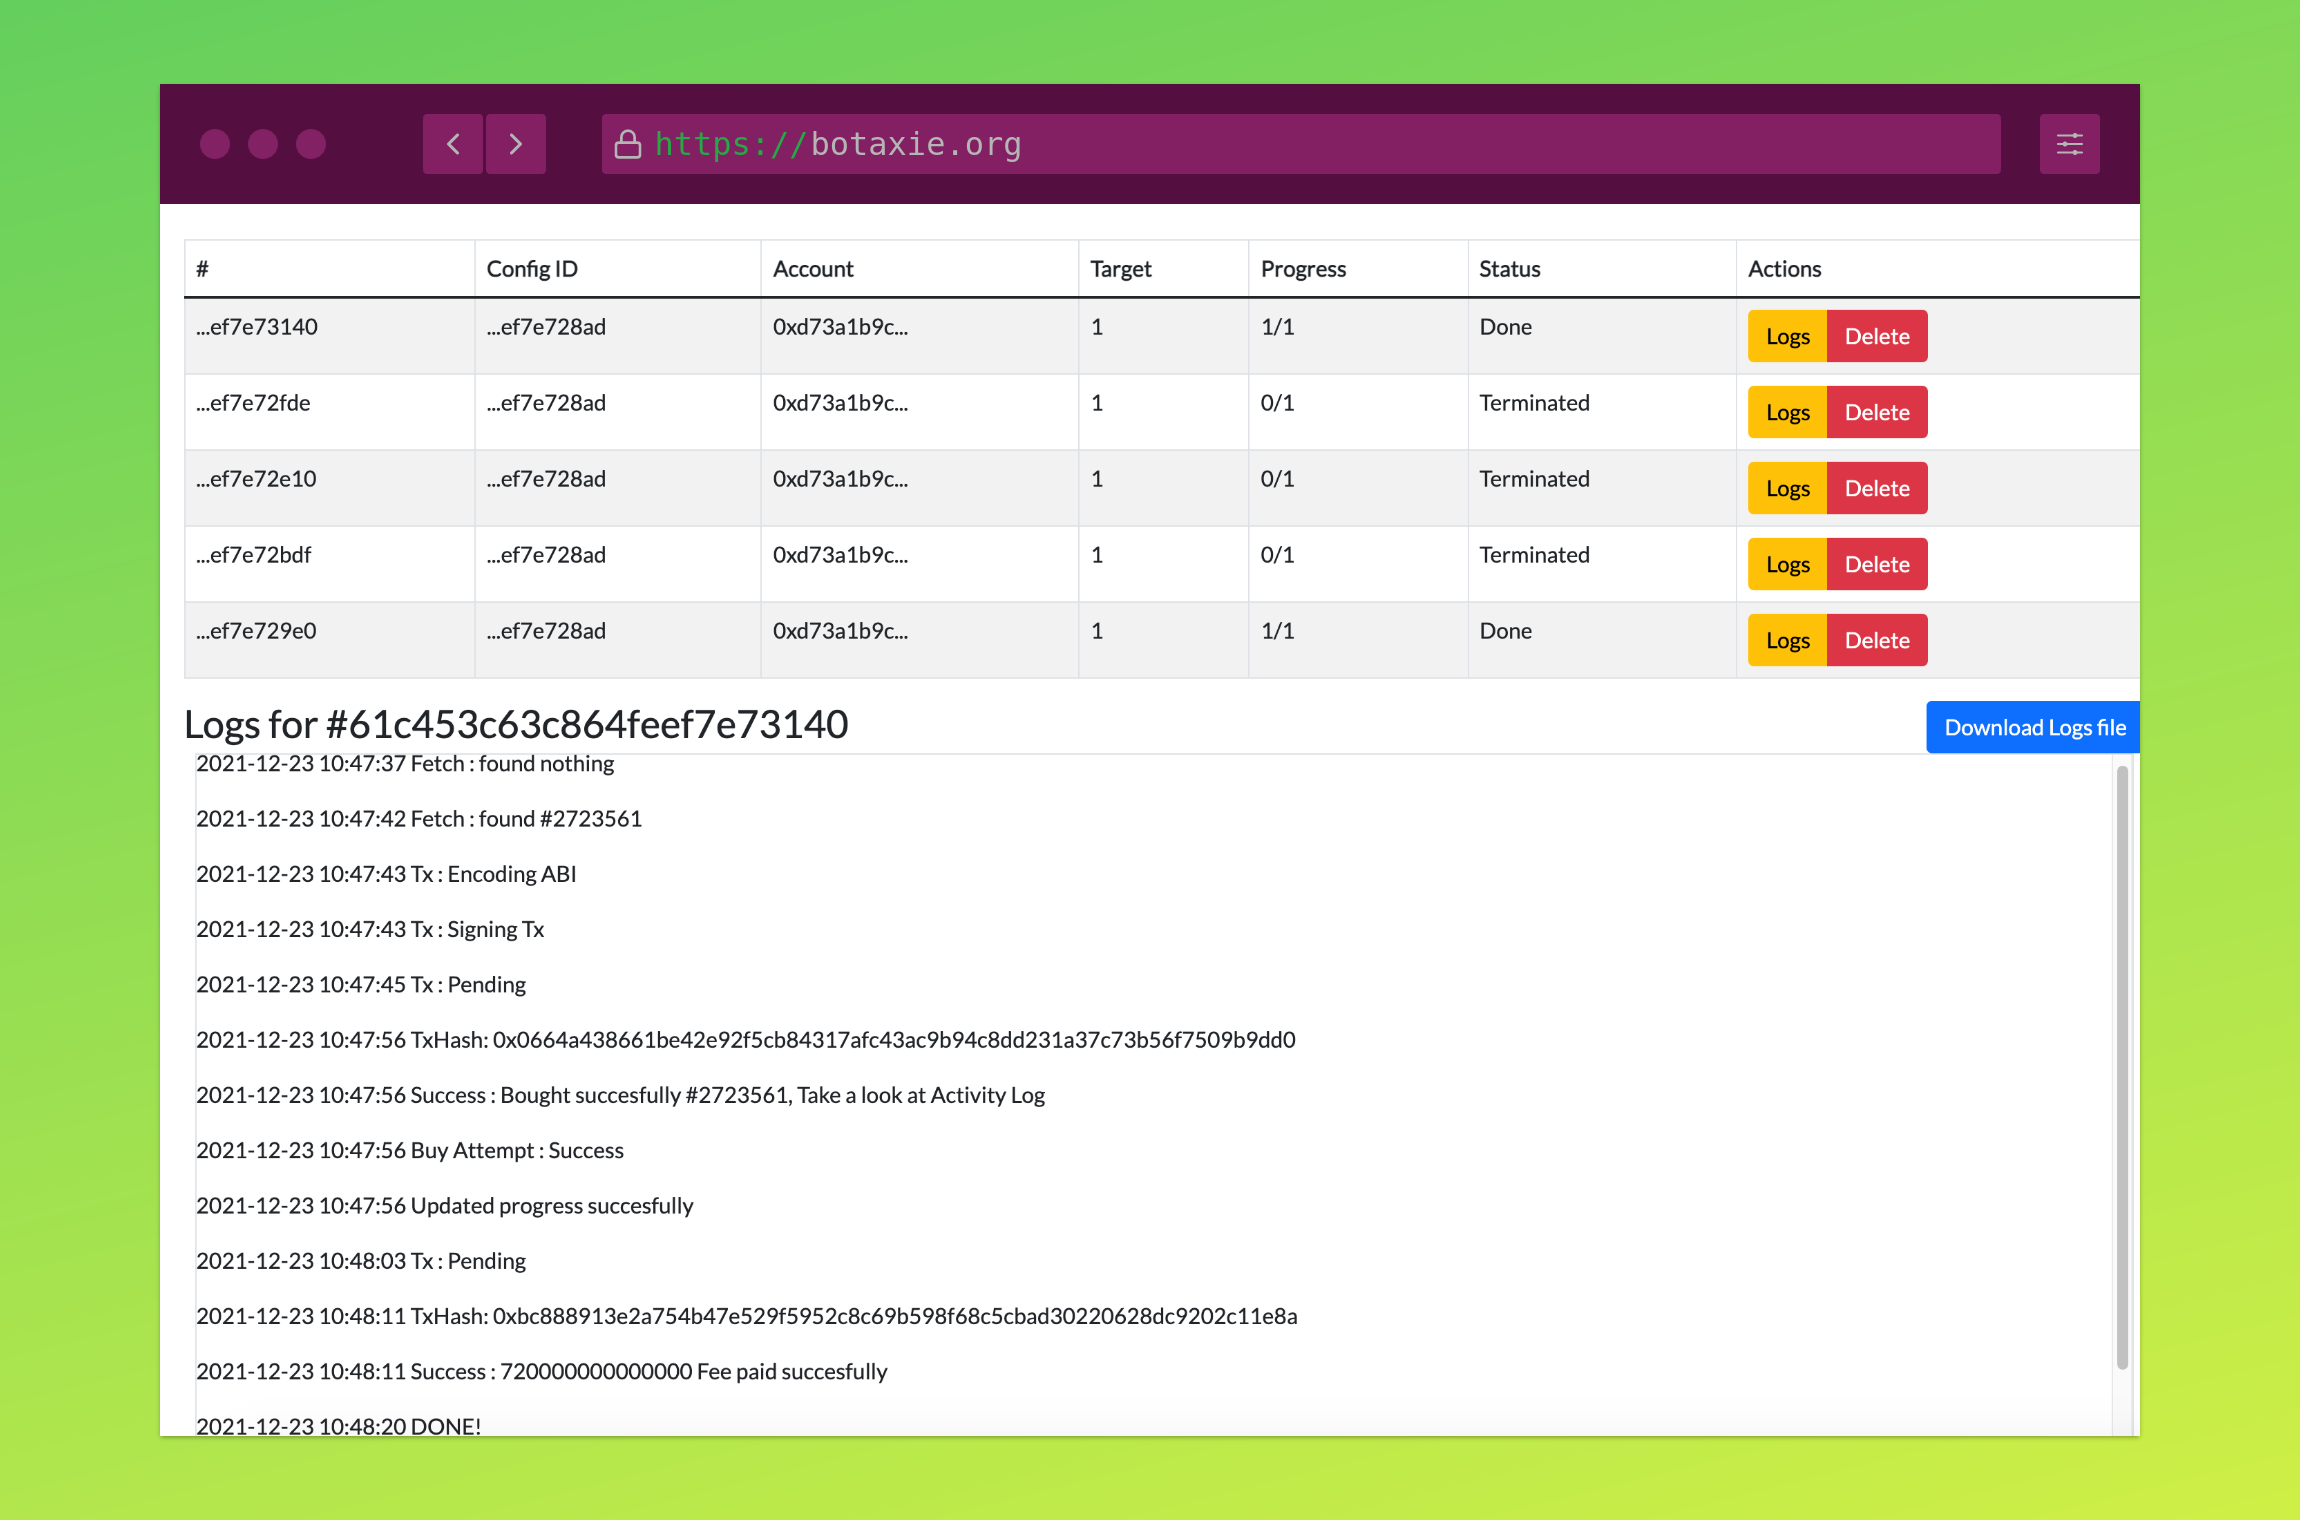 https://botaxie.org
# Config ID Account Target Progress Status Actions
...ef7e73140 ...ef7e728ad 0xd73a1b9c... 1 1/1 Done Logs Delete
...ef7e72fde ...ef7e728ad 0xd73a1b9c... 1 0/1 Terminated Logs Delete
...ef7e72e10 ...ef7e728ad 0xd73a1b9c... 1 0/1 Terminated Logs Delete
...ef7e72bdf ...ef7e728ad 0xd73a1b9c... 1 0/1 Terminated Logs Delete
...ef7e729e0 ...ef7e728ad 0xd73a1b9c... 1 1/1 Done Logs Delete
Logs for #61c453c63c864feef7e73140 Download Logs file
2021-12-23 10:47:37 Fetch : found nothing
2021-12-23 10:47:42 Fetch : found #2723561
2021-12-23 10:47:43 Tx : Encoding ABI
2021-12-23 10:47:43 Tx : Signing Tx
2021-12-23 10:47:45 Tx : Pending
2021-12-23 10:47:56 TxHash: 0x0664a438661be42e92f5cb84317afc43ac9b94c8dd231a37c73b56f7509b9dd0
2021-12-23 10:47:56 Success : Bought succesfully #2723561, Take a look at Activity Log
2021-12-23 10:47:56 Buy Attempt : Success
2021-12-23 10:47:56 Updated progress succesfully
2021-12-23 10:48:03 Tx : Pending
2021-12-23 10:48:11 TxHash: 0xbc888913e2a754b47e529f5952c8c69b598f68c5cbad30220628dc9202c11e8a
2021-12-23 10:48:11 Success : 720000000000000 Fee paid succesfully
2021-12-23 10:48:20 DONE!